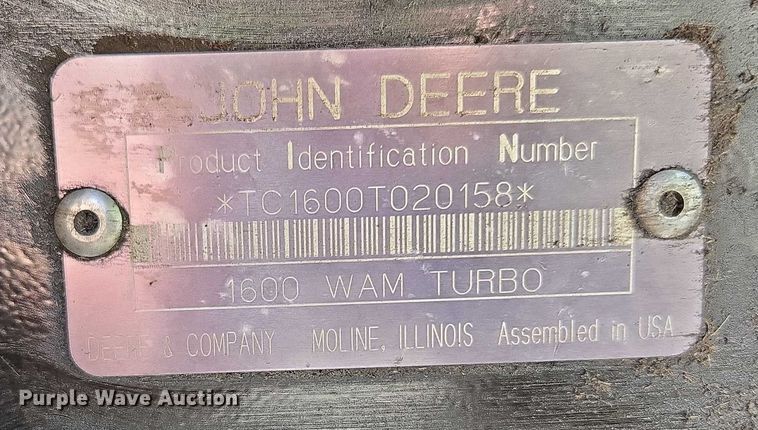 JOHN DEERE
Product Identification Number
*TC1600T020158*
1600 WAM TURBO
DEERE & COMPANY MOLINE, ILLINOIS Assembled in USA
Purple Wave Auction®